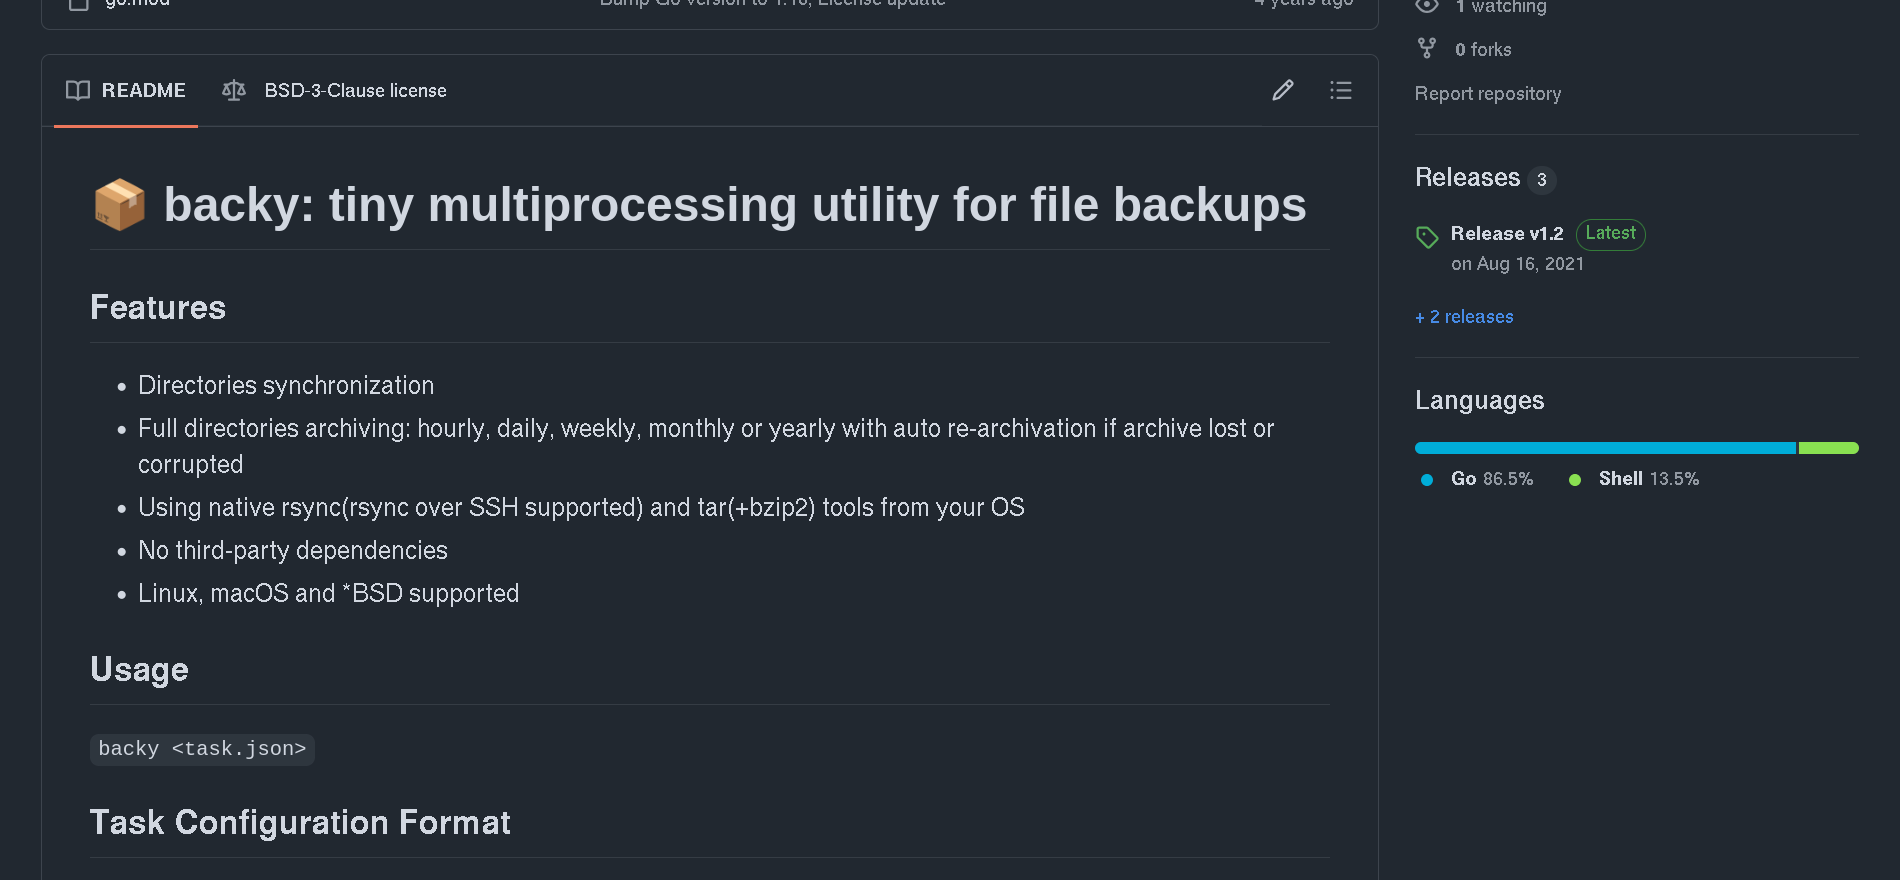 go.mod Bump Go version to 1.16, License update 4 years ago
1 watching
0 forks
README BSD-3-Clause license
Report repository
📦 backy: tiny multiprocessing utility for file backups
Releases 3
Release v1.2 Latest
on Aug 16, 2021
+ 2 releases
Features
Directories synchronization
Full directories archiving: hourly, daily, weekly, monthly or yearly with auto re-archivation if archive lost or
corrupted
Using native rsync(rsync over SSH supported) and tar(+bzip2) tools from your OS
No third-party dependencies
Linux, macOS and *BSD supported
Languages
Go 86.5% Shell 13.5%
Usage
backy <task.json>
Task Configuration Format